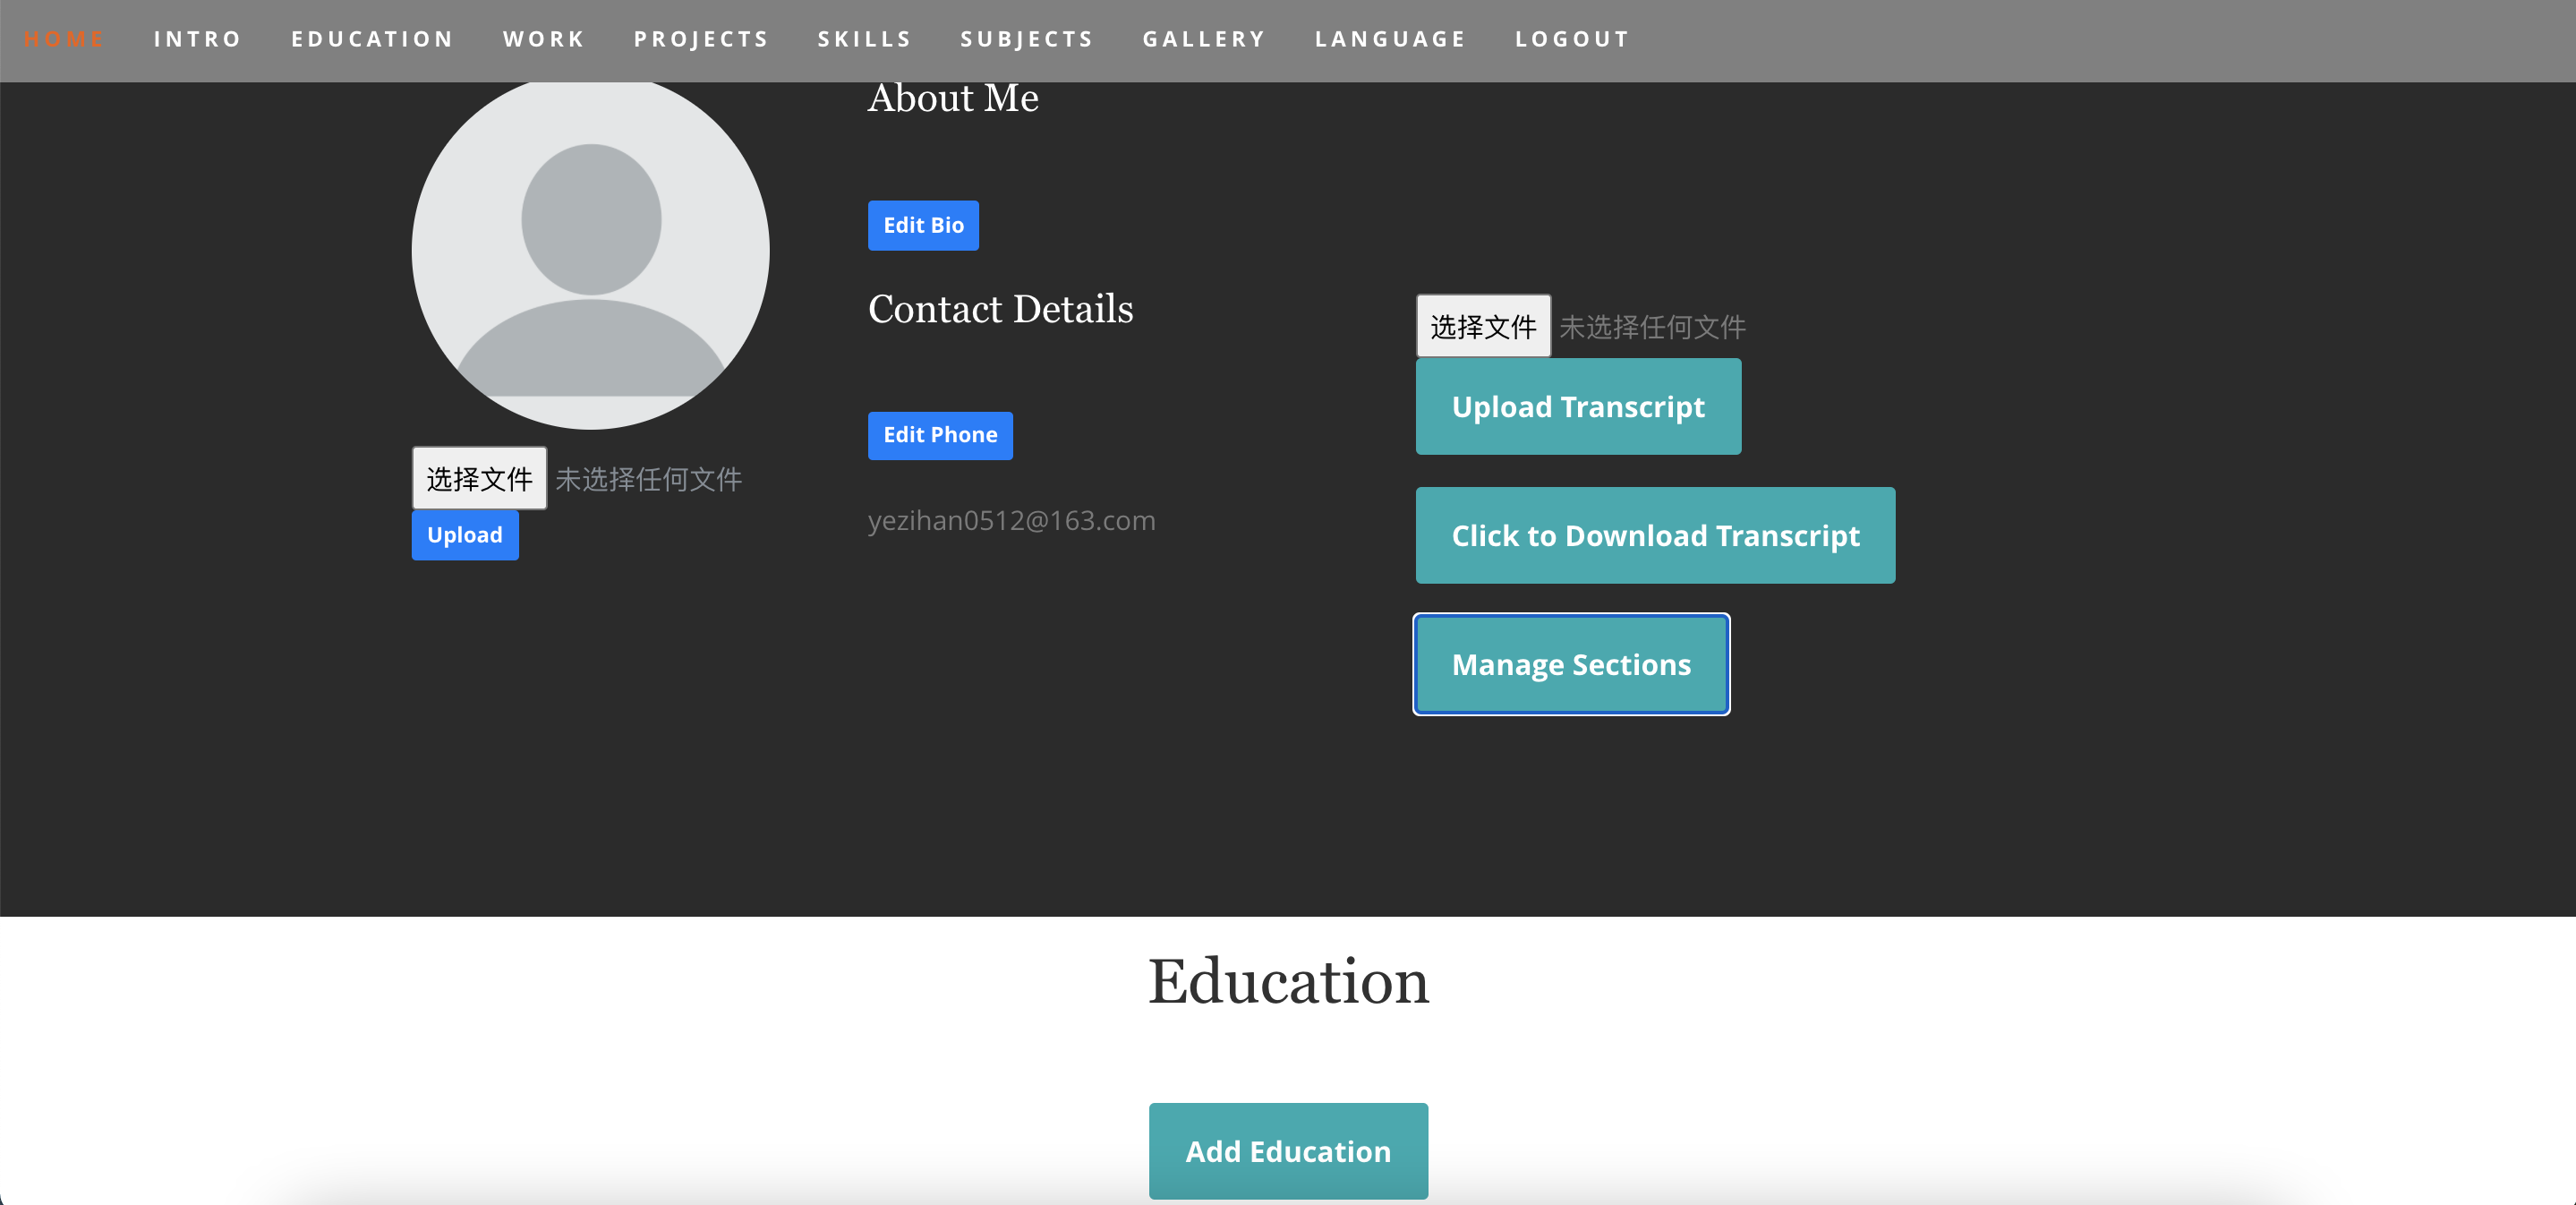 HOME INTRO EDUCATION WORK PROJECTS SKILLS SUBJECTS GALLERY LANGUAGE LOGOUT
About Me
Edit Bio
Contact Details
Edit Phone
yezihan0512@163.com
选择文件 未选择任何文件
Upload
选择文件 未选择任何文件
Upload Transcript
Click to Download Transcript
Manage Sections
Education
Add Education